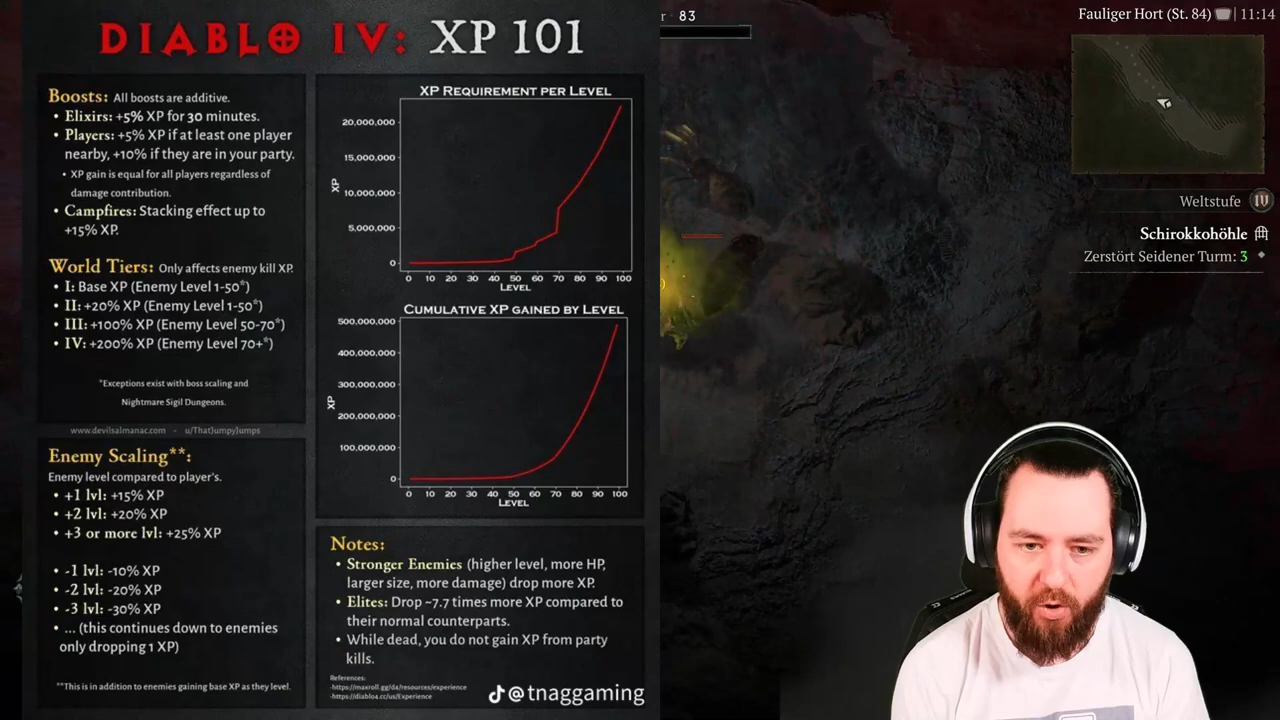 DIABLO IV: XP 101
Boosts: All boosts are additive.
• Elixirs: +5% XP for 30 minutes.
• Players: +5% XP if at least one player
nearby, +10% if they are in your party.
• XP gain is equal for all players regardless of
damage contribution.
• Campfires: Stacking effect up to
+15% XP.
World Tiers: Only affects enemy kill XP.
• I: Base XP (Enemy Level 1-50*)
• II: +20% XP (Enemy Level 1-50*)
• III: +100% XP (Enemy Level 50-70*)
• IV: +200% XP (Enemy Level 70+*)
*Exceptions exist with boss scaling and
Nightmare Sigil Dungeons.
www.devilsalmanac.com - u/ThatJumpyJumps
Enemy Scaling**:
Enemy level compared to player's.
• +1 lvl: +15% XP
• +2 lvl: +20% XP
• +3 or more lvl: +25% XP
• -1 lvl: -10% XP
• -2 lvl: -20% XP
• -3 lvl: -30% XP
• ... (this continues down to enemies
only dropping 1 XP)
**This is in addition to enemies gaining base XP as they level.
XP REQUIREMENT PER LEVEL
20,000,000
15,000,000
10,000,000
5,000,000
0
XP
0 10 20 30 40 50 60 70 80 90 100
LEVEL
CUMULATIVE XP GAINED BY LEVEL
500,000,000
400,000,000
300,000,000
200,000,000
100,000,000
0
XP
0 10 20 30 40 50 60 70 80 90 100
LEVEL
Notes:
• Stronger Enemies (higher level, more HP,
larger size, more damage) drop more XP.
• Elites: Drop ~7.7 times more XP compared to
their normal counterparts.
• While dead, you do not gain XP from party
kills.
References:
-https://maxroll.gg/d4/resources/experience
-https://diablo4.cc/us/Experience
@tnaggaming
r · 83
Fauliger Hort (St. 84) 11:14
Weltstufe IV
Schirokkohöhle
Zerstört Seidener Turm: 3